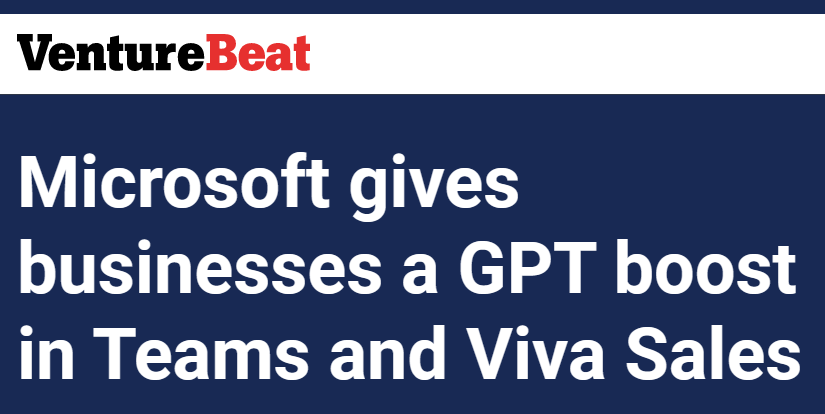 VentureBeat
Microsoft gives
businesses a GPT boost
in Teams and Viva Sales